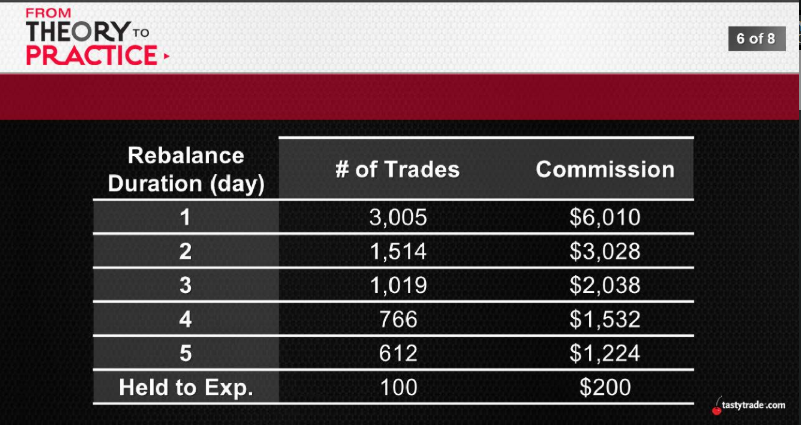 FROM
THEORY TO
PRACTICE
6 of 8
Rebalance
Duration (day) # of Trades Commission
1 3,005 $6,010
2 1,514 $3,028
3 1,019 $2,038
4 766 $1,532
5 612 $1,224
Held to Exp. 100 $200
tastytrade.com